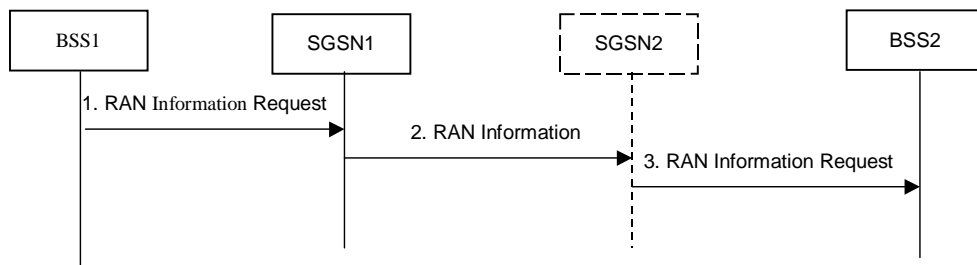 BSS1
SGSN1
SGSN2
BSS2
1. RAN Information Request
2. RAN Information
3. RAN Information Request